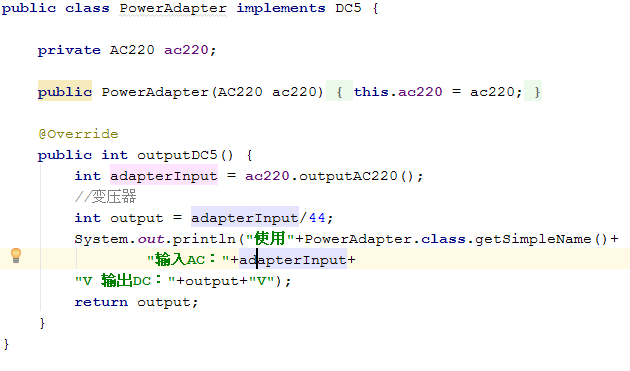 public class PowerAdapter implements DC5 {
private AC220 ac220;
public PowerAdapter(AC220 ac220) { this.ac220 = ac220; }
@Override
public int outputDC5() {
int adapterInput = ac220.outputAC220();
//变压器
int output = adapterInput/44;
System.out.println("使用"+PowerAdapter.class.getSimpleName()+
"输入AC："+adapterInput+
"V 输出DC："+output+"V");
return output;
}
}